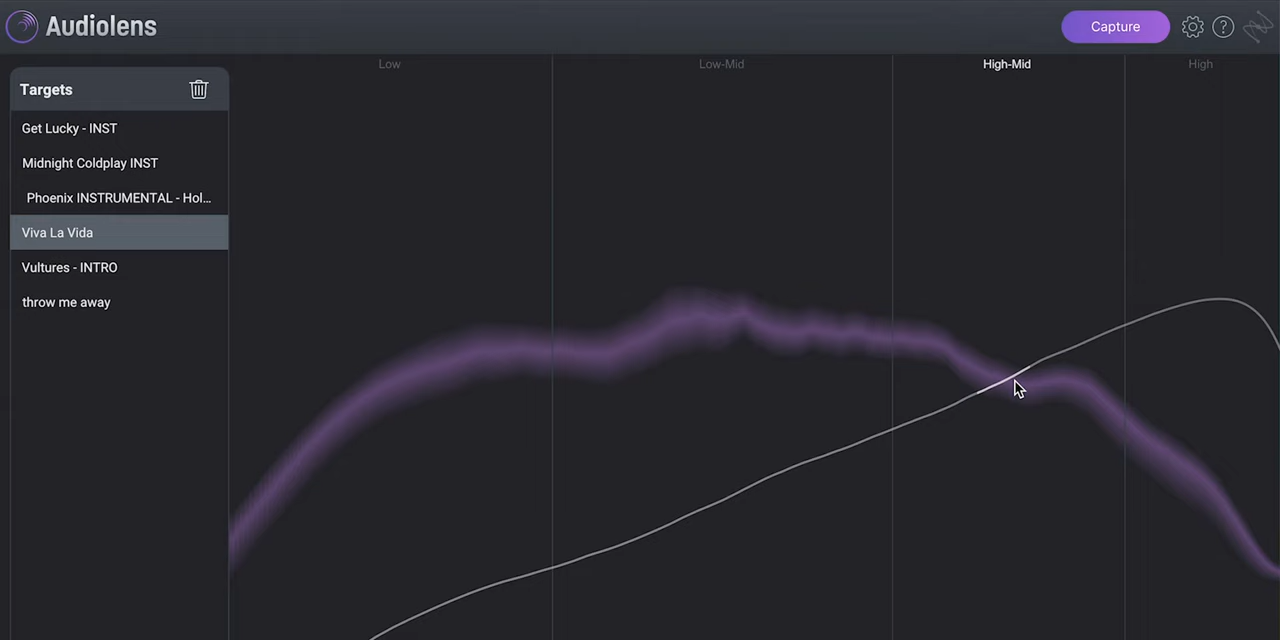 Audiolens
Capture
Targets
Get Lucky - INST
Midnight Coldplay INST
Phoenix INSTRUMENTAL - Hol...
Viva La Vida
Vultures - INTRO
throw me away
Low
Low-Mid
High-Mid
High